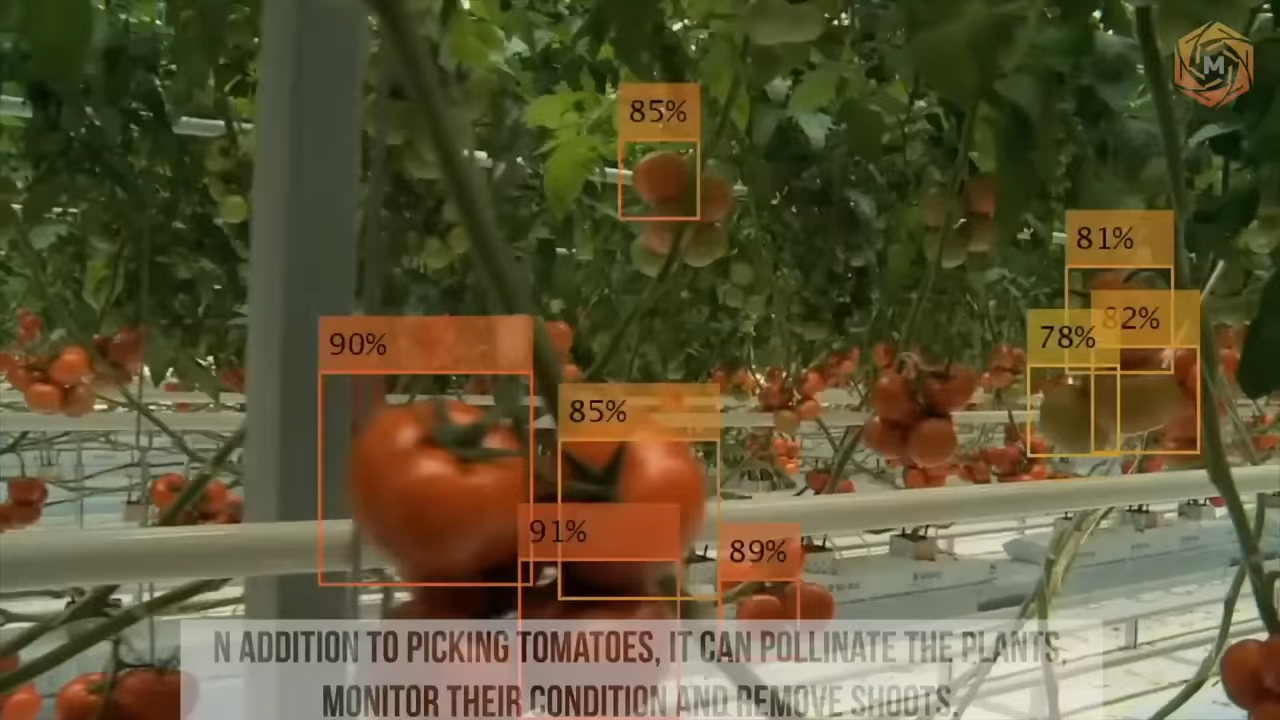 M
85%
81%
82%
78%
90%
85%
91%
89%
N ADDITION TO PICKING TOMATOES, IT CAN POLLINATE THE PLANTS,
MONITOR THEIR CONDITION AND REMOVE SHOOTS.